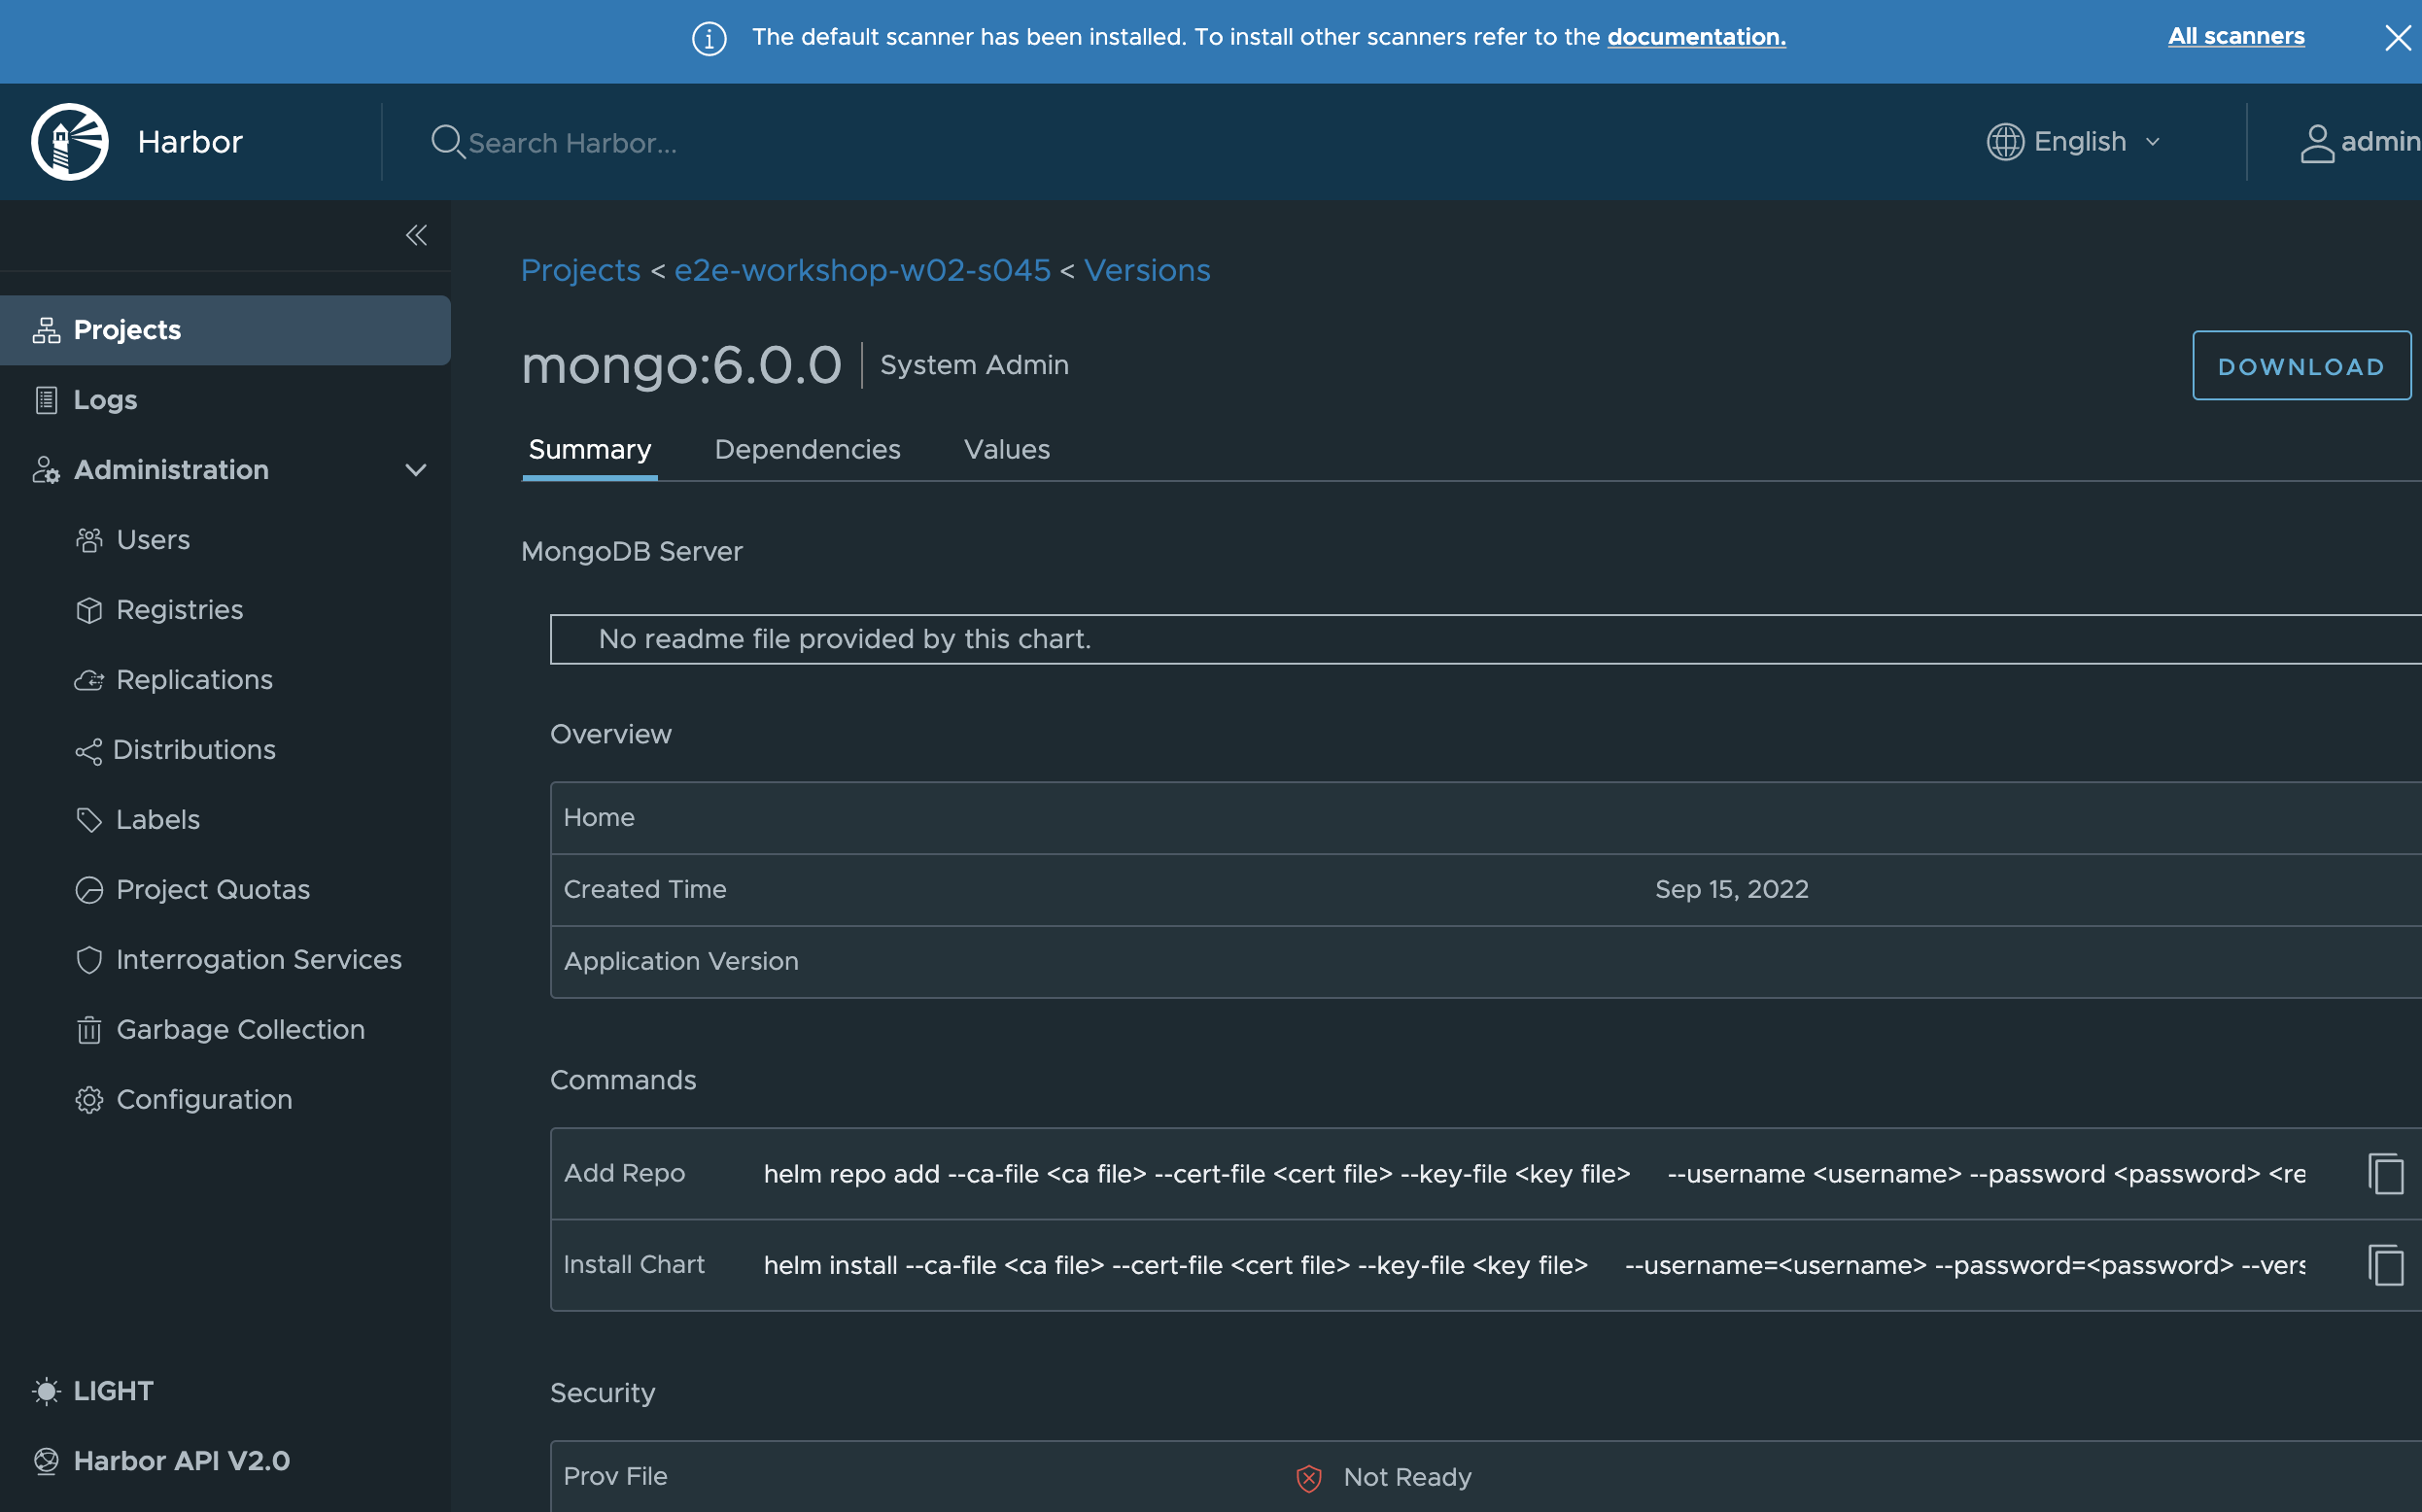 The default scanner has been installed. To install other scanners refer to the documentation.
All scanners
Harbor
Search Harbor...
English
admin
Projects < e2e-workshop-w02-s045 < Versions
Projects
Logs
Administration
Users
Registries
Replications
Distributions
Labels
Project Quotas
Interrogation Services
Garbage Collection
Configuration
LIGHT
Harbor API V2.0
mongo:6.0.0
System Admin
DOWNLOAD
Summary
Dependencies
Values
MongoDB Server
No readme file provided by this chart.
Overview
Home
Created Time
Sep 15, 2022
Application Version
Commands
Add Repo
helm repo add --ca-file <ca file> --cert-file <cert file> --key-file <key file> --username <username> --password <password> <re
Install Chart
helm install --ca-file <ca file> --cert-file <cert file> --key-file <key file> --username=<username> --password=<password> --vers
Security
Prov File
Not Ready